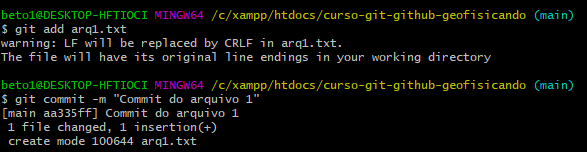 beto1@DESKTOP-HFTIOCI MINGW64 /c/xampp/htdocs/curso-git-github-geofisicando (main)
$ git add arq1.txt
warning: LF will be replaced by CRLF in arq1.txt.
The file will have its original line endings in your working directory
beto1@DESKTOP-HFTIOCI MINGW64 /c/xampp/htdocs/curso-git-github-geofisicando (main)
$ git commit -m "Commit do arquivo 1"
[main aa335ff] Commit do arquivo 1
1 file changed, 1 insertion(+)
create mode 100644 arq1.txt